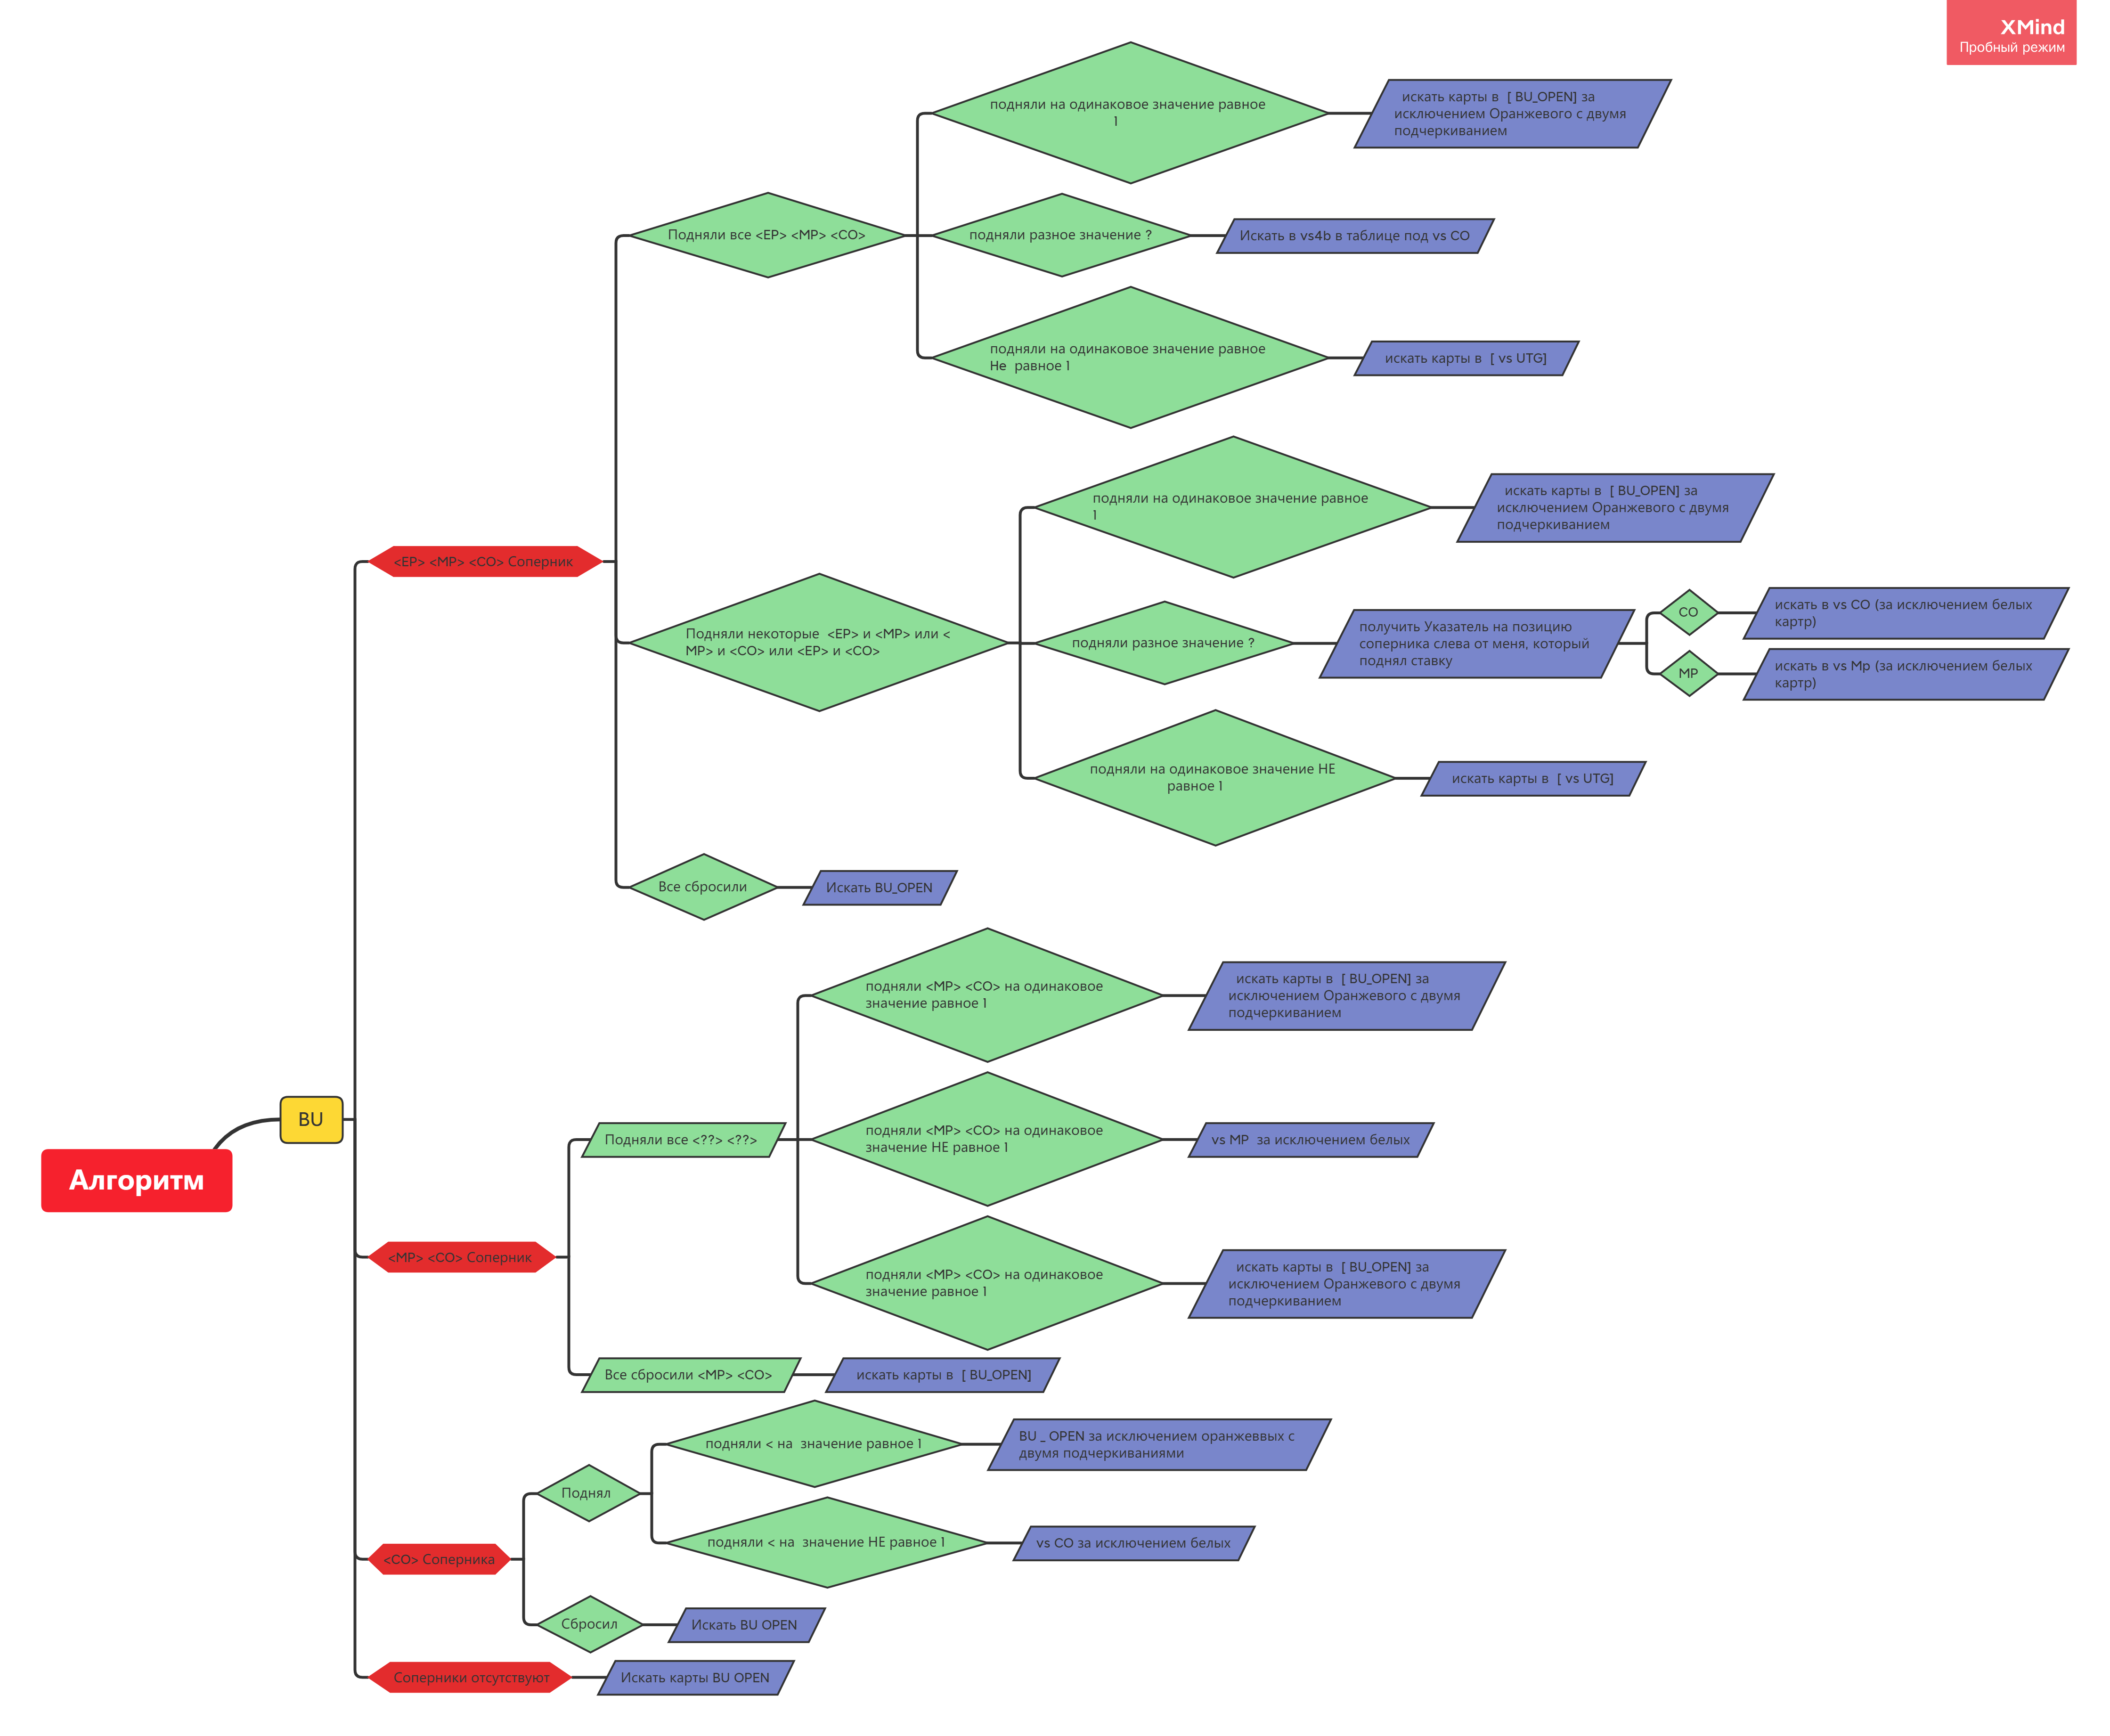 XMind
Пробный режим
подняли на одинаковое значение равное
1
искать карты в [ BU_OPEN] за
исключением Оранжевого с двумя
подчеркиванием
Подняли все <EP> <MP> <CO>
подняли разное значение ?
Искать в vs4b в таблице под vs CO
подняли на одинаковое значение равное
Не равное 1
искать карты в [ vs UTG]
<EP> <MP> <CO> Соперник
подняли на одинаковое значение равное
1
искать карты в [ BU_OPEN] за
исключением Оранжевого с двумя
подчеркиванием
Подняли некоторые <EP> и <MP> или <
MP> и <CO> или <EP> и <CO>
подняли разное значение ?
получить Указатель на позицию
соперника слева от меня, который
поднял ставку
CO
искать в vs CO (за исключением белых
картр)
MP
искать в vs Mp (за исключением белых
картр)
подняли на одинаковое значение НЕ
равное 1
искать карты в [ vs UTG]
Все сбросили
Искать BU_OPEN
BU
Алгоритм
<MP> <CO> Соперник
Подняли все <??> <??>
подняли <MP> <CO> на одинаковое
значение равное 1
искать карты в [ BU_OPEN] за
исключением Оранжевого с двумя
подчеркиванием
подняли <MP> <CO> на одинаковое
значение НЕ равное 1
vs MP за исключением белых
подняли <MP> <CO> на одинаковое
значение равное 1
искать карты в [ BU_OPEN] за
исключением Оранжевого с двумя
подчеркиванием
Все сбросили <MP> <CO>
искать карты в [ BU_OPEN]
<CO> Соперника
Поднял
подняли < на значение равное 1
BU _ OPEN за исключением оранжеввых с
двумя подчеркиваниями
подняли < на значение НЕ равное 1
vs CO за исключением белых
Сбросил
Искать BU OPEN
Соперники отсутствуют
Искать карты BU OPEN